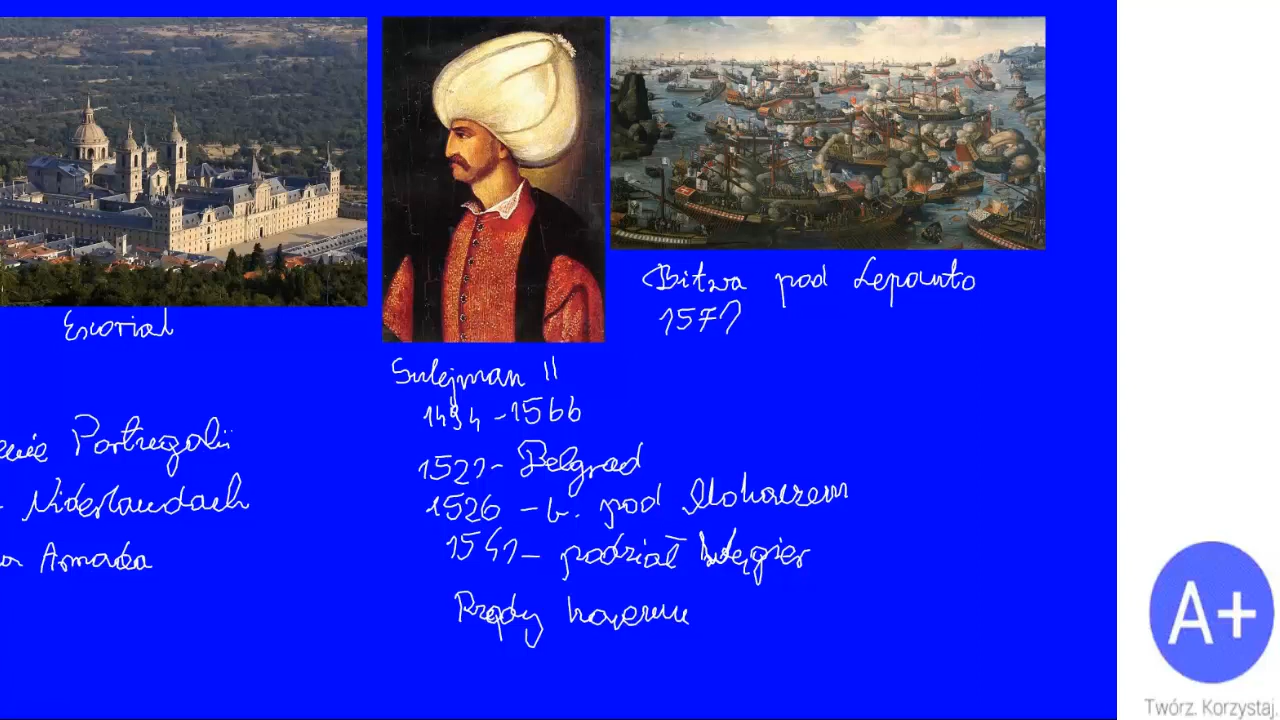 Escorial
enie Portugalii
Niderlandach
Armada
Sulejman II
1494-1566
1521- Belgrad
1526 - b. pod Mohaczem
1541- podział Węgier
Rządy haremu
Bitwa pod Lepanto
1571
A+
Twórz. Korzystaj.